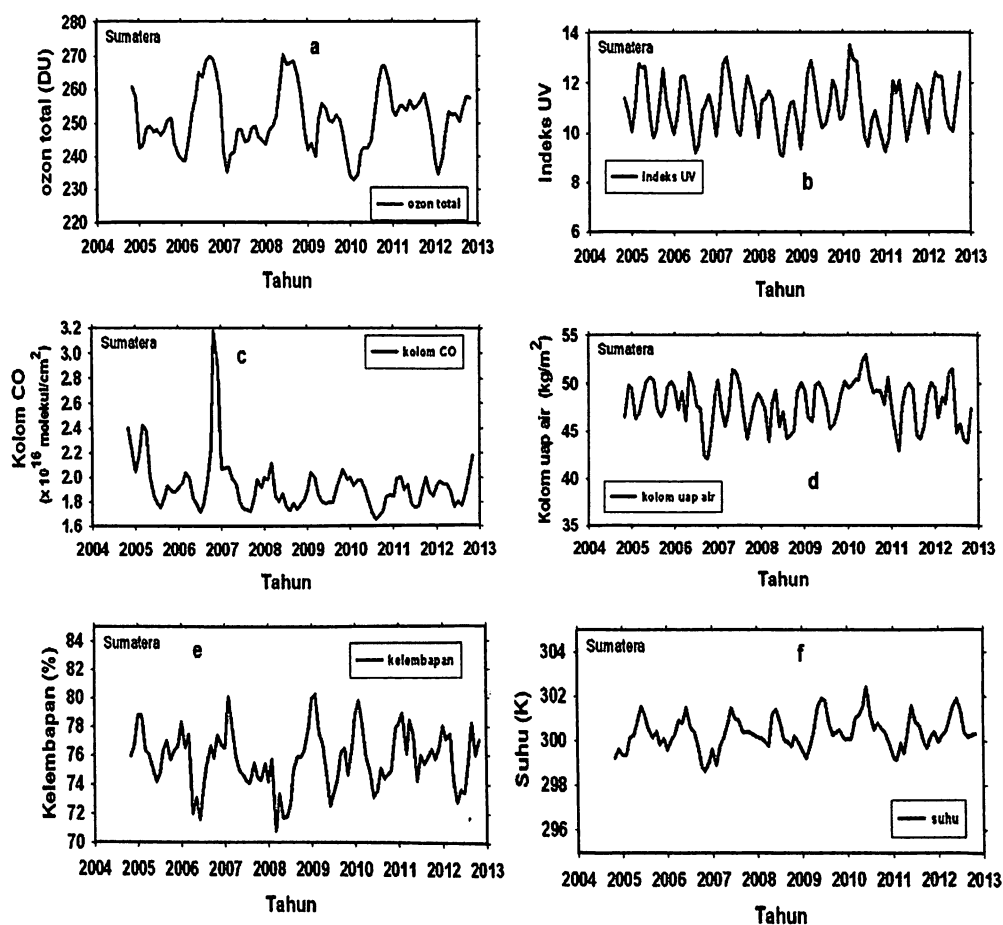 Sumatera
a
ozon total (DU)
270
260
250
240
230
220
ozon total
2004 2005 2006 2007 2008 2009 2010 2011 2012 2013
Tahun
Sumatera
b
Indeks UV
14
12
10
8
6
Indeks UV
2004 2005 2006 2007 2008 2009 2010 2011 2012 2013
Tahun
Sumatera
c
Kolom CO
(x 10^16 molekul/cm^2)
3.2
2.8
2.4
2.0
1.8
1.6
kolom CO
2004 2005 2006 2007 2008 2009 2010 2011 2012 2013
Tahun
Sumatera
d
Kolom uap air (kg/m^2)
55
50
45
40
35
kolom uap air
2004 2005 2006 2007 2008 2009 2010 2011 2012 2013
Tahun
Sumatera
e
Kelembapan (%)
84
82
80
78
76
74
72
70
kelembapan
2004 2005 2006 2007 2008 2009 2010 2011 2012 2013
Tahun
Sumatera
f
Suhu (K)
304
302
300
298
296
295
suhu
2004 2005 2006 2007 2008 2009 2010 2011 2012 2013
Tahun